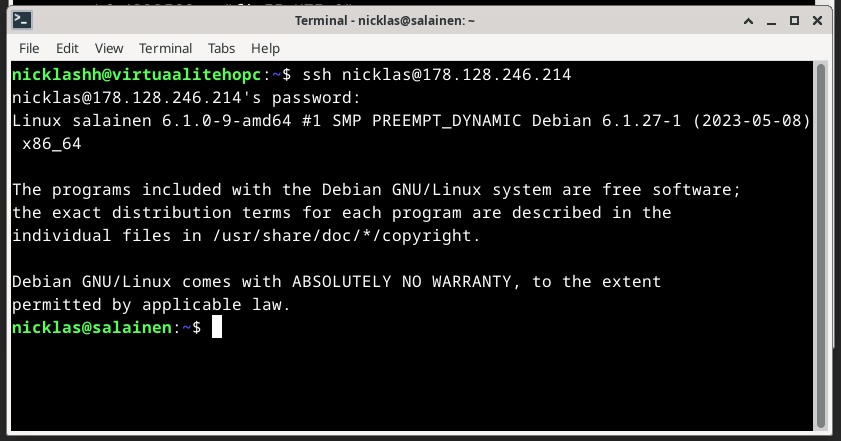 Terminal - nicklas@salainen: ~
File Edit View Terminal Tabs Help
nicklashh@virtuaalitehopc:~$ ssh nicklas@178.128.246.214
nicklas@178.128.246.214's password:
Linux salainen 6.1.0-9-amd64 #1 SMP PREEMPT_DYNAMIC Debian 6.1.27-1 (2023-05-08)
 x86_64
The programs included with the Debian GNU/Linux system are free software;
the exact distribution terms for each program are described in the
individual files in /usr/share/doc/*/copyright.
Debian GNU/Linux comes with ABSOLUTELY NO WARRANTY, to the extent
permitted by applicable law.
nicklas@salainen:~$